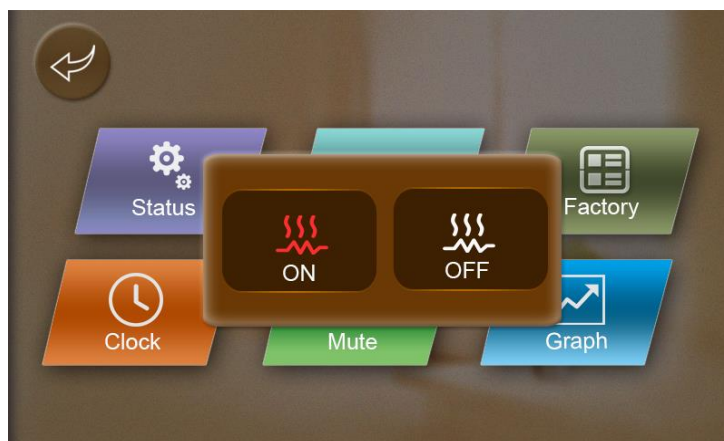 Status
Factory
ON
OFF
Clock
Mute
Graph